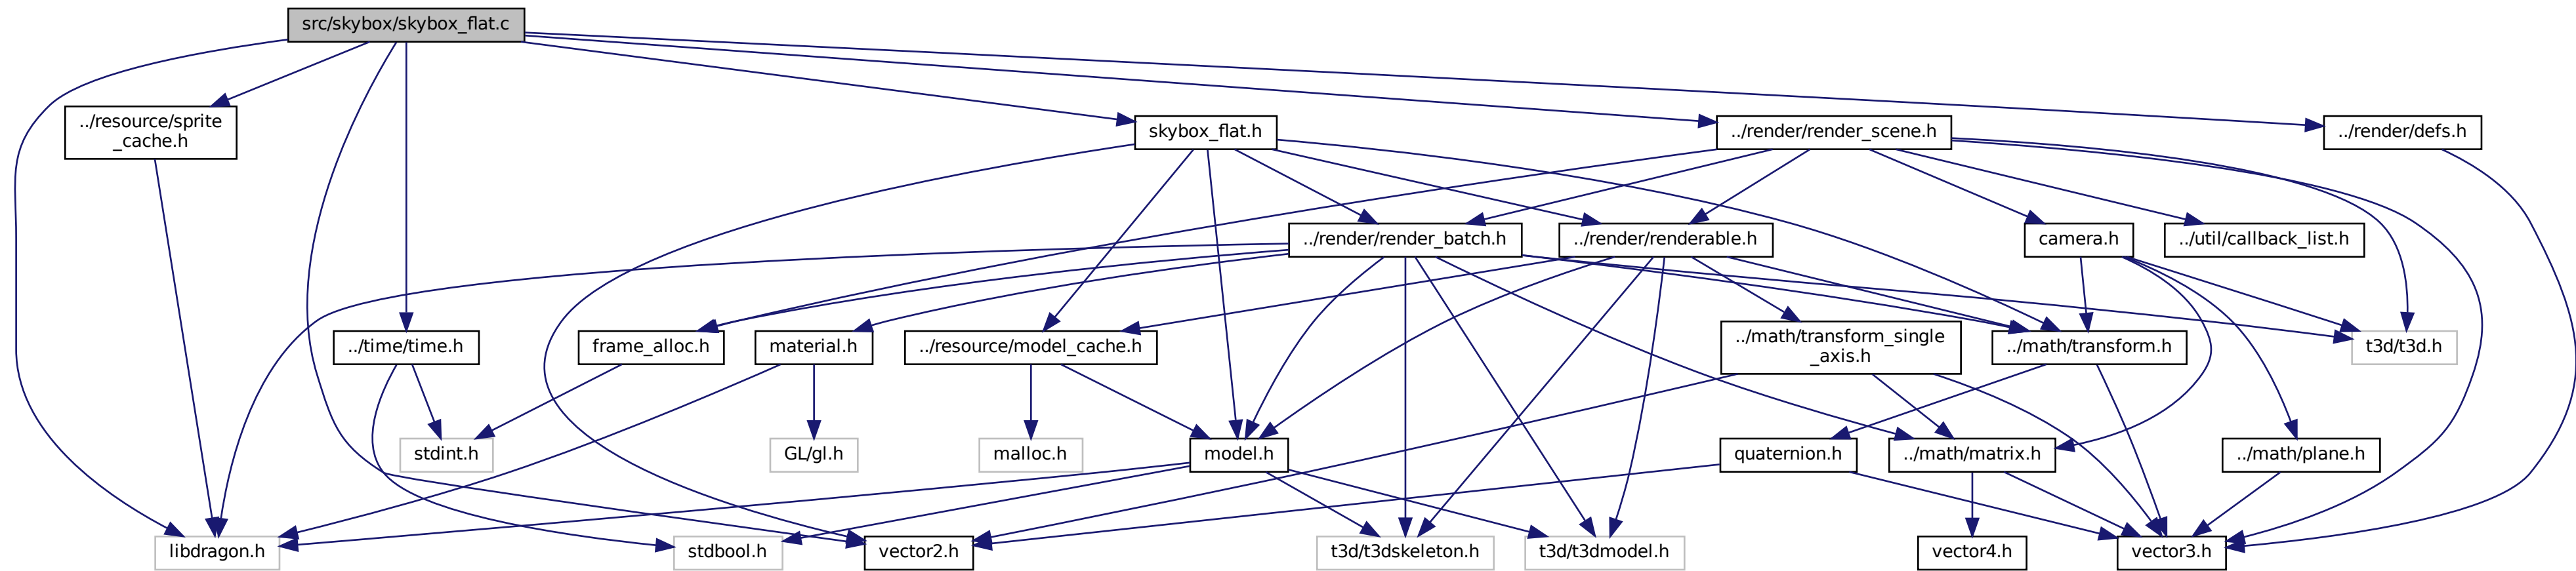 src/skybox/skybox_flat.c
../resource/sprite
_cache.h
skybox_flat.h
../render/render_scene.h
../render/defs.h
../render/render_batch.h
../render/renderable.h
camera.h
../util/callback_list.h
../time/time.h
frame_alloc.h
material.h
../resource/model_cache.h
../math/transform_single
_axis.h
../math/transform.h
t3d/t3d.h
stdint.h
GL/gl.h
malloc.h
model.h
quaternion.h
../math/matrix.h
../math/plane.h
libdragon.h
stdbool.h
vector2.h
t3d/t3dskeleton.h
t3d/t3dmodel.h
vector4.h
vector3.h